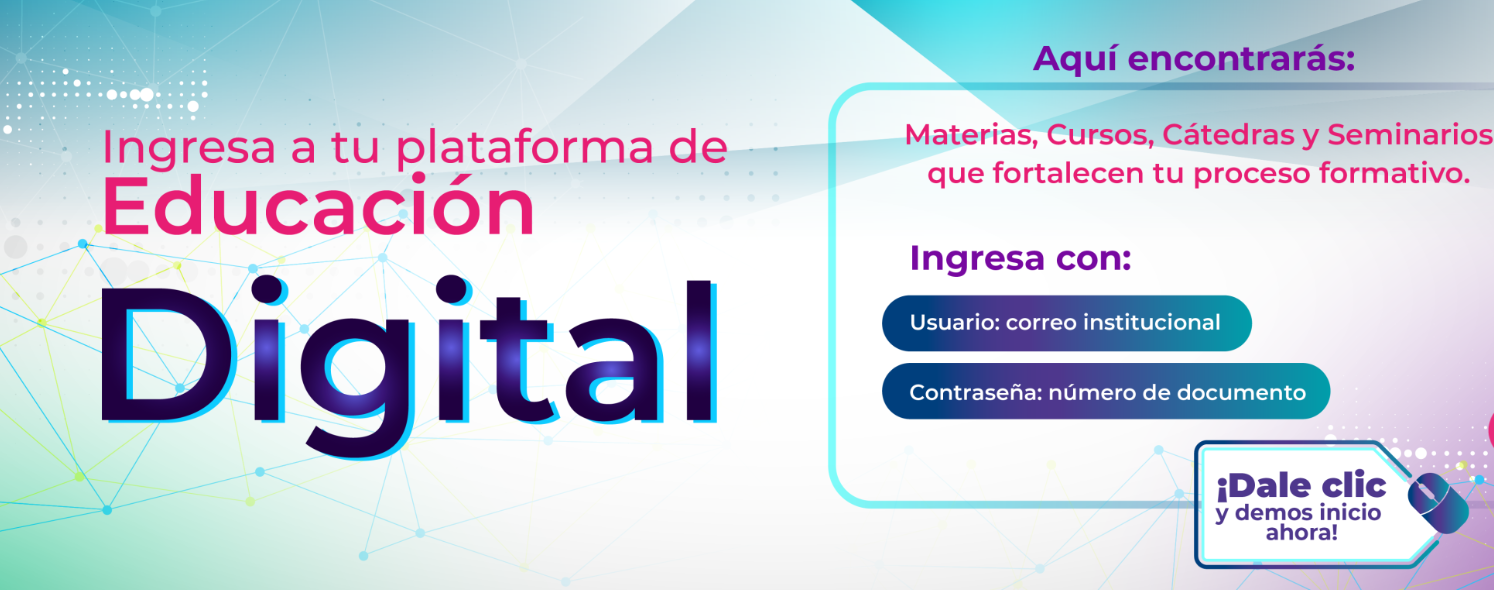 Ingresa a tu plataforma de
Educación
Digital
Aquí encontrarás:
Materias, Cursos, Cátedras y Seminarios
que fortalecen tu proceso formativo.
Ingresa con:
Usuario: correo institucional
Contraseña: número de documento
¡Dale clic
y demos inicio
ahora!